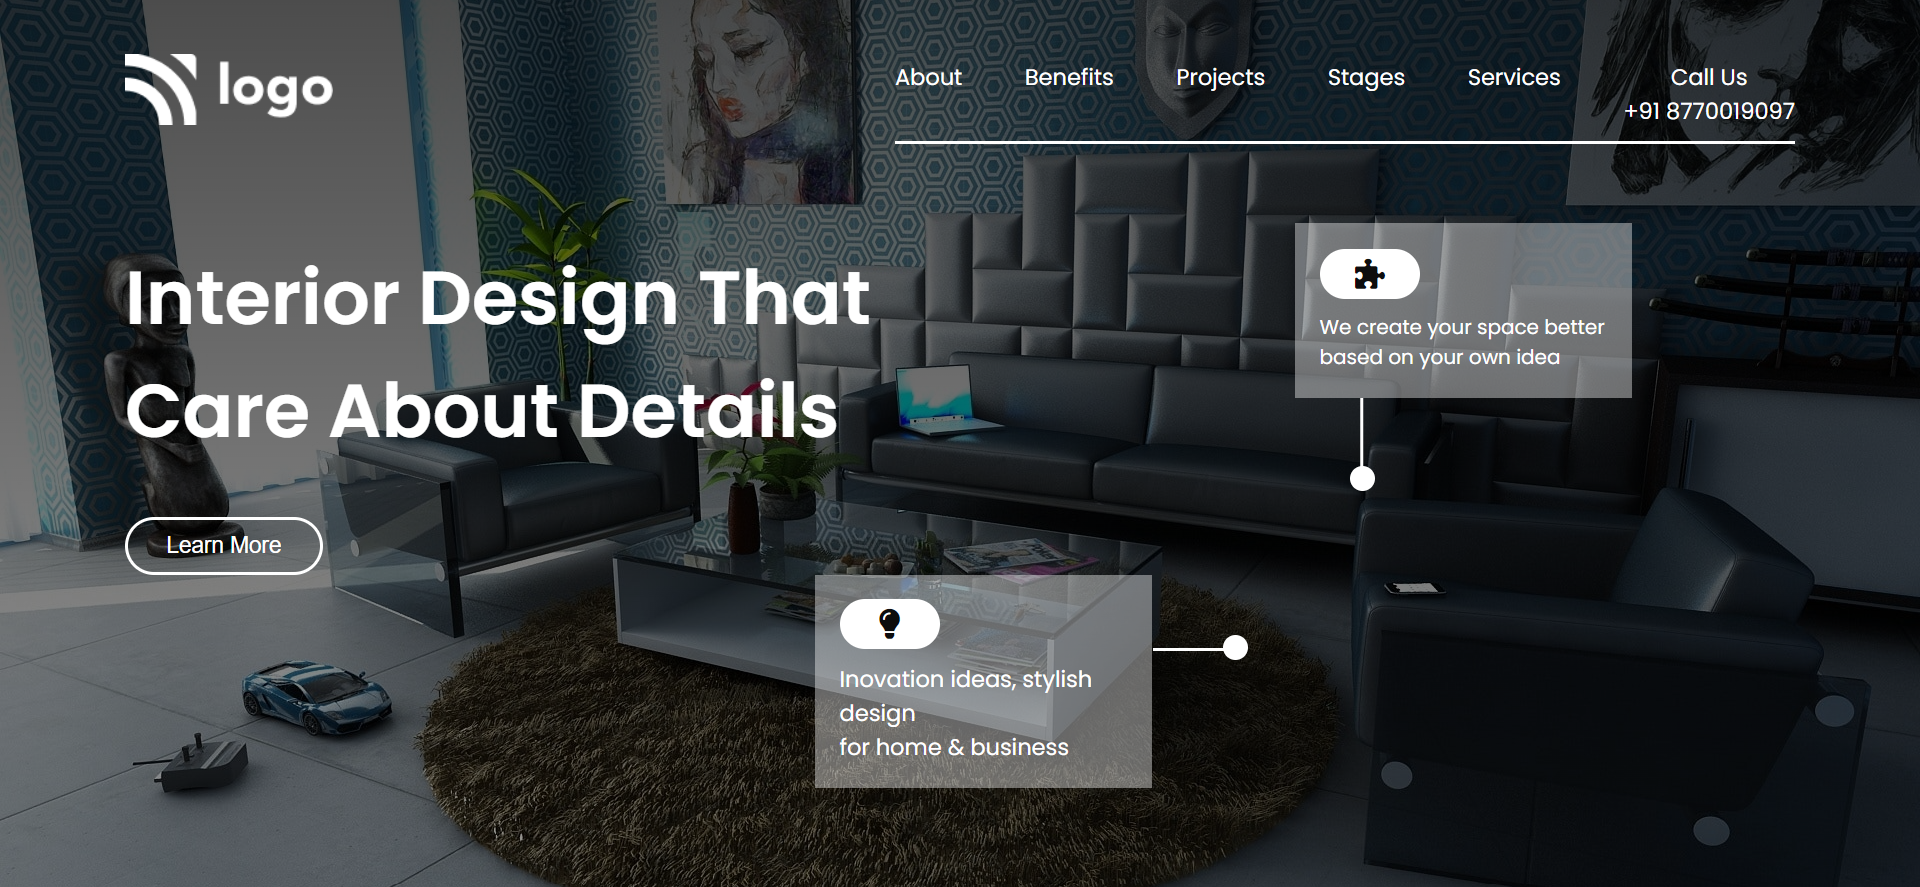 logo
About Benefits Projects Stages Services Call Us
+91 8770019097
Interior Design That
Care About Details
Learn More
We create your space better
based on your own idea
Inovation ideas, stylish
design
for home & business